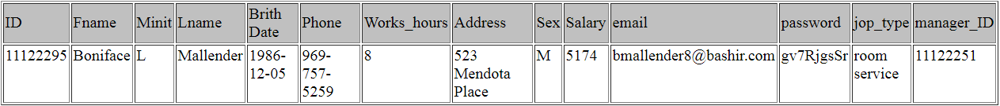 ID Fname Minit Lname Brith Date Phone Works_hours Address Sex Salary email password jop_type manager_ID
11122295 Boniface L Mallender 1986-12-05 969-757-5259 8 523 Mendota Place M 5174 bmallender8@bashir.com gv7RjgsSr room service 11122251